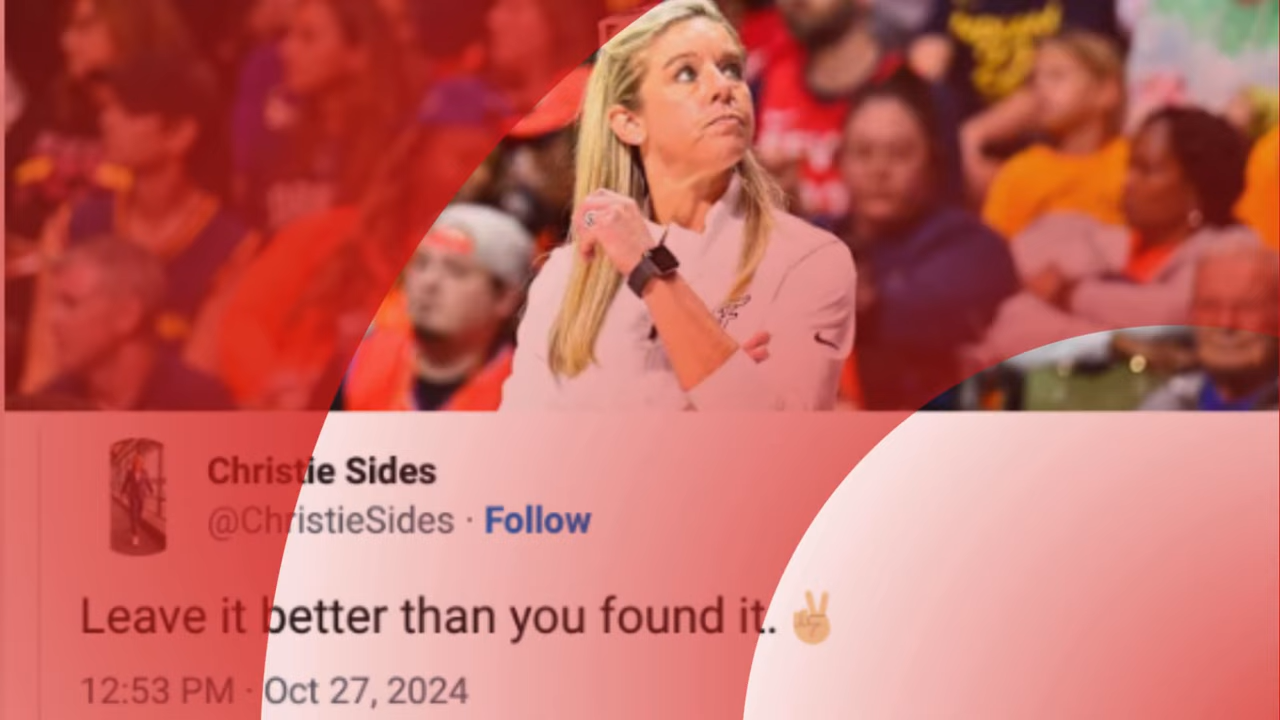 Christie Sides
@ChristieSides · Follow
Leave it better than you found it. ✌🏼
12:53 PM · Oct 27, 2024